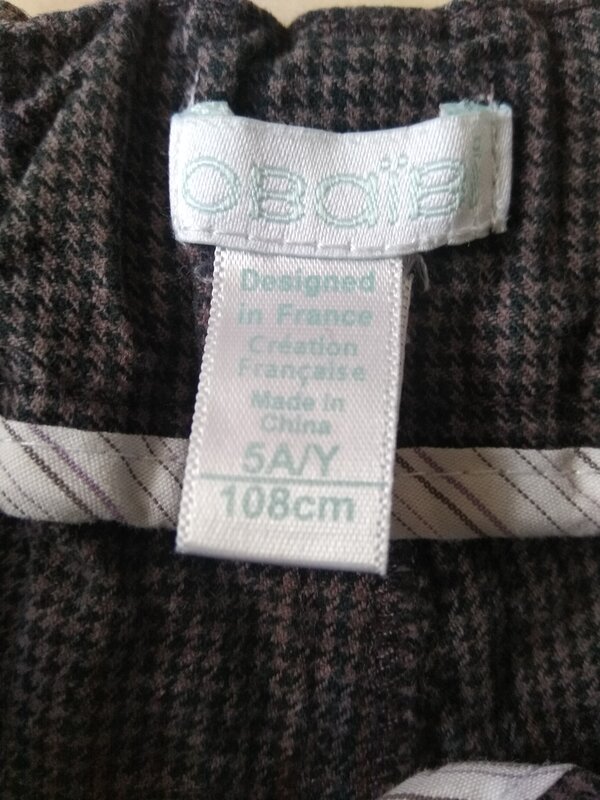 OBaïBI
Designed
in France
Création
Française
Made in
China
5A/Y
108cm